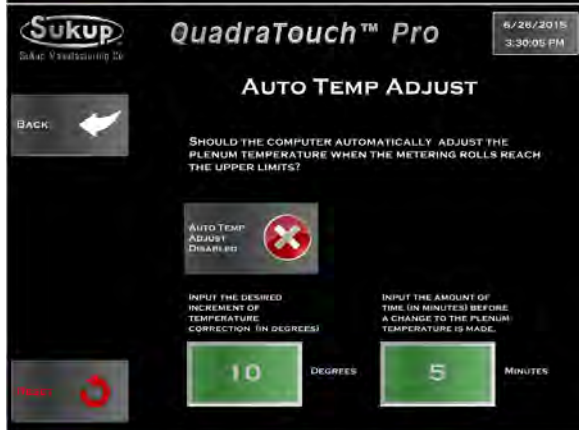 Sukup
QuadraTouch™ Pro
6/26/2015
3:30:05 PM
Sukup Manufacturing Co
AUTO TEMP ADJUST
BACK
SHOULD THE COMPUTER AUTOMATICALLY ADJUST THE
PLENUM TEMPERATURE WHEN THE METERING ROLLS REACH
THE UPPER LIMITS?
AUTO TEMP
ADJUST
DISABLED
INPUT THE DESIRED
INCREMENT OF
TEMPERATURE
CORRECTION (IN DEGREES)
INPUT THE AMOUNT OF
TIME (IN MINUTES) BEFORE
A CHANGE TO THE PLENUM
TEMPERATURE IS MADE.
10
DEGREES
5
MINUTES